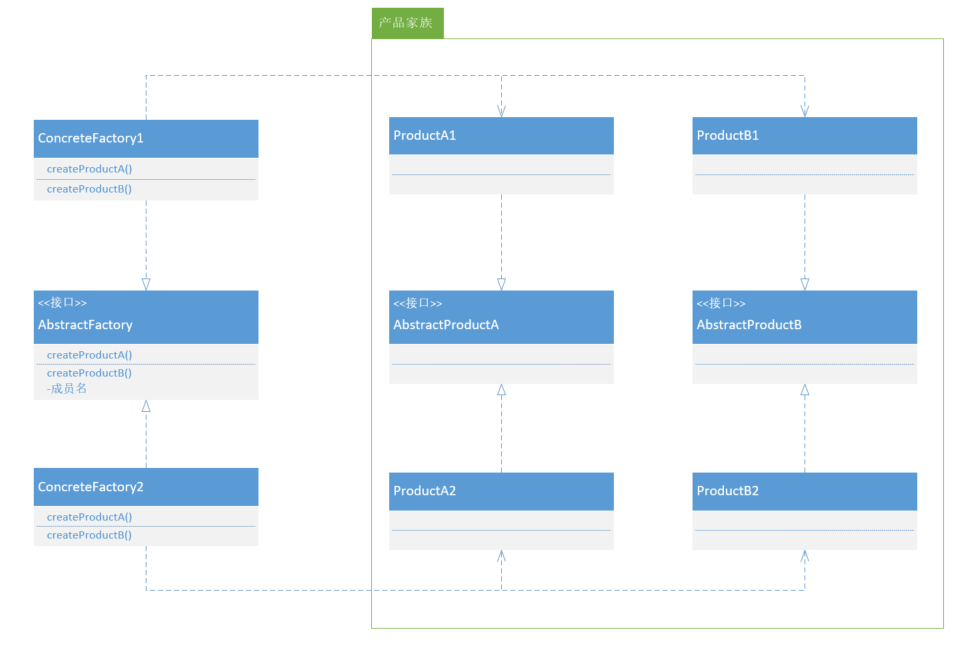 产品家族
ConcreteFactory1
createProductA()
createProductB()
ProductA1
ProductB1
<<接口>>
AbstractFactory
createProductA()
createProductB()
-成员名
<<接口>>
AbstractProductA
<<接口>>
AbstractProductB
ConcreteFactory2
createProductA()
createProductB()
ProductA2
ProductB2